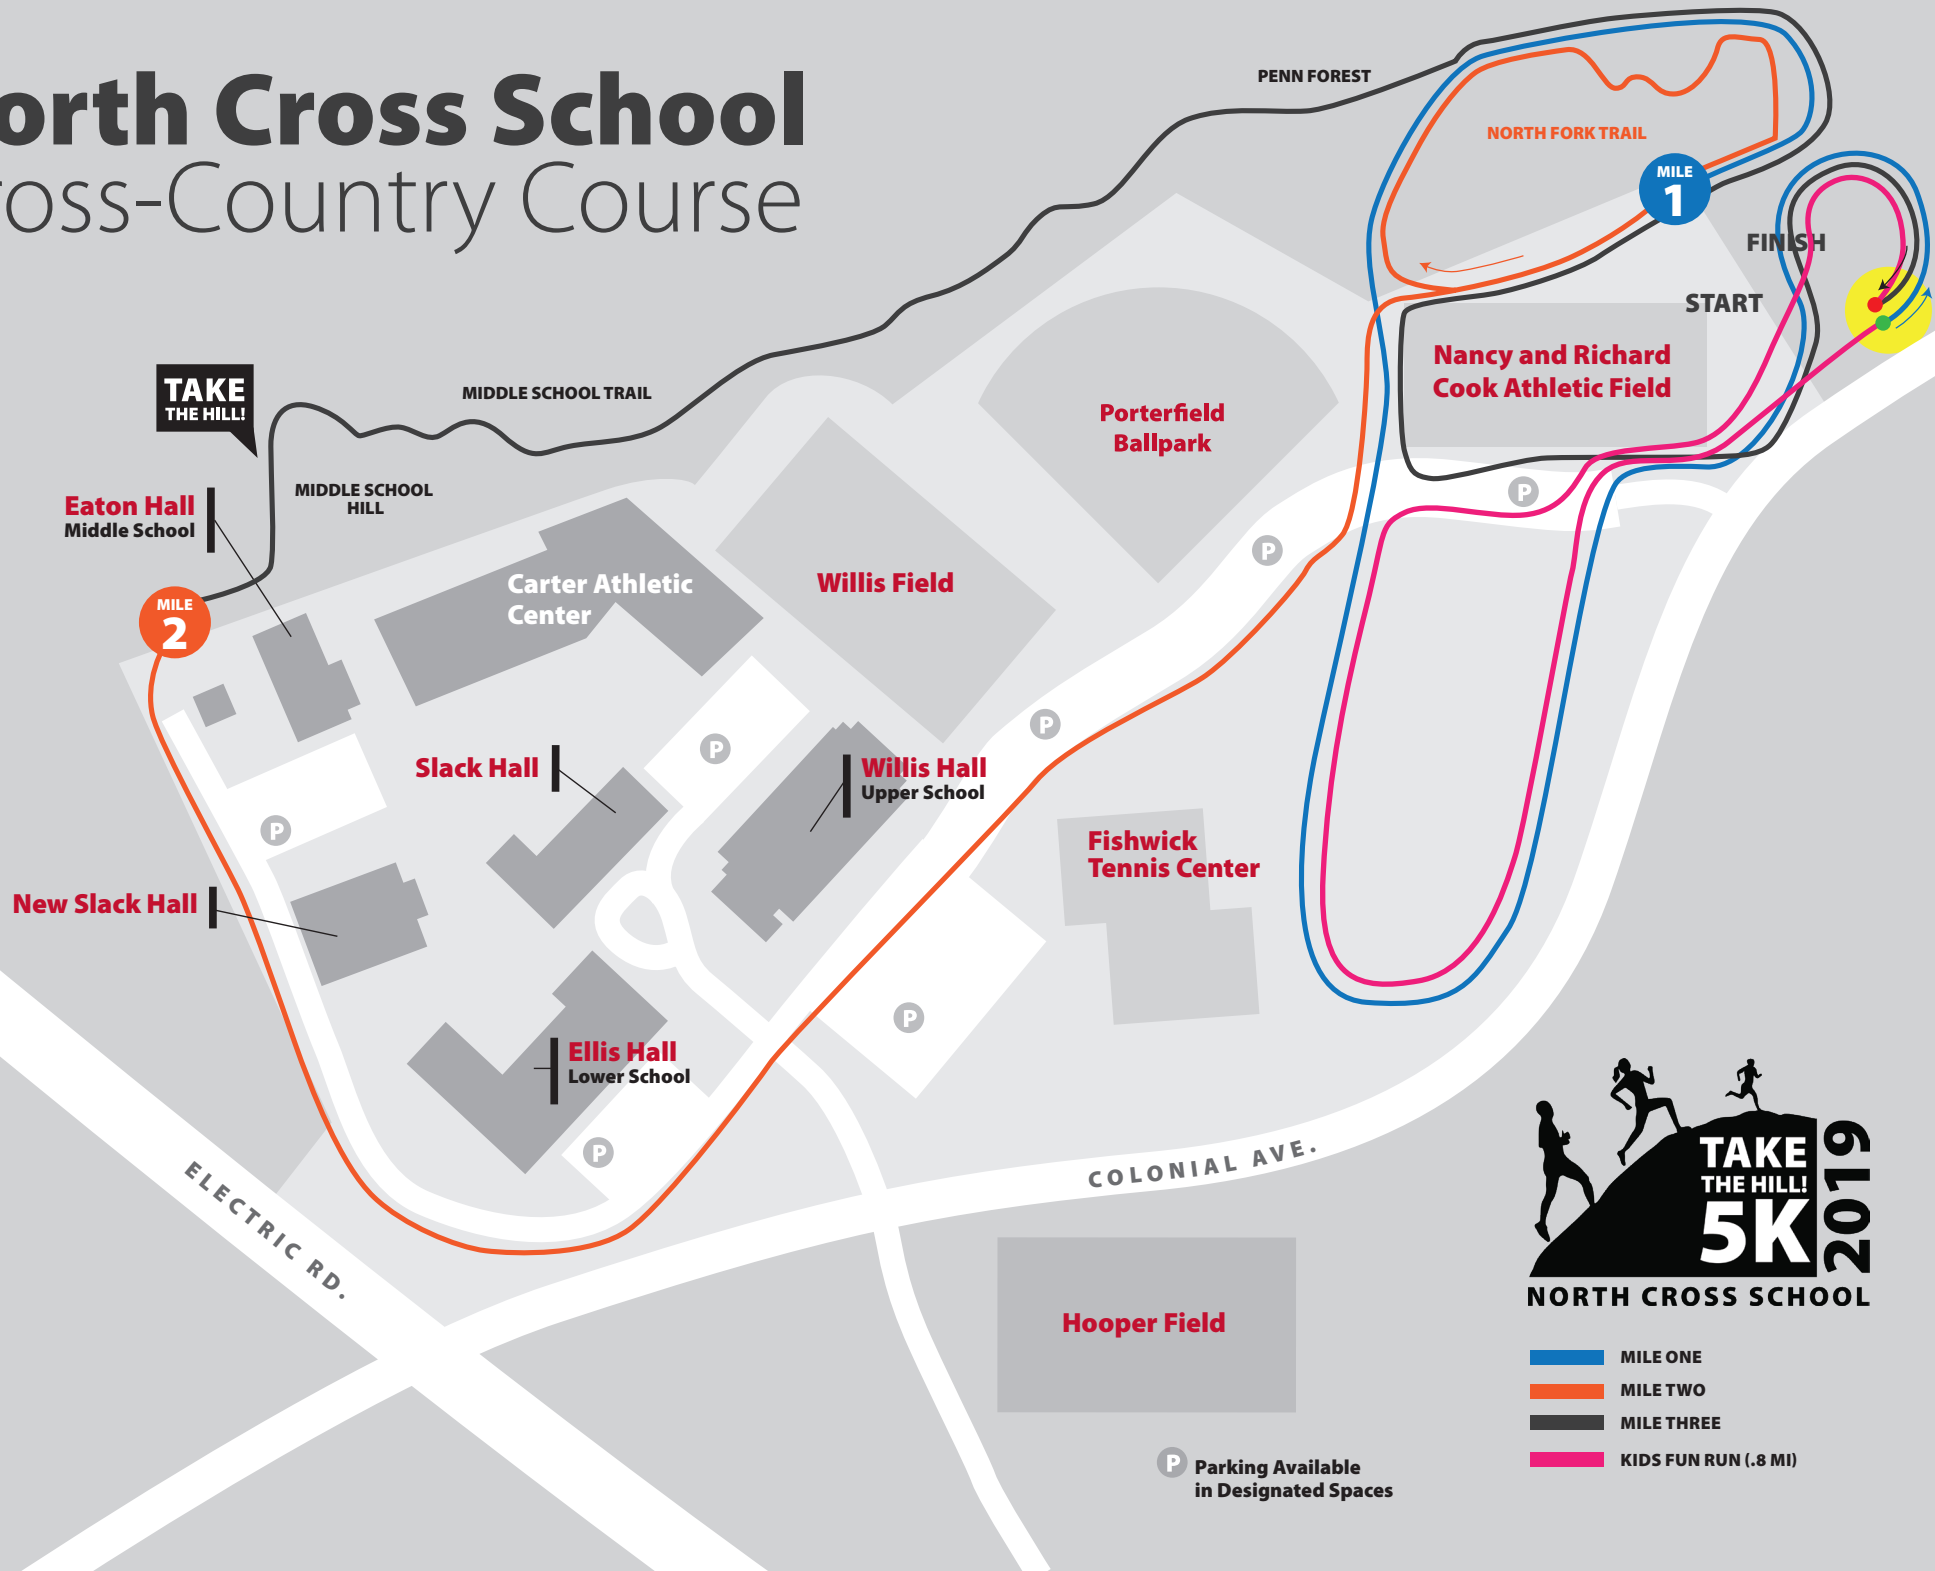 orth Cross School
oss-Country Course
PENN FOREST
NORTH FORK TRAIL
MILE
1
FINISH
START
Nancy and Richard
Cook Athletic Field
TAKE
THE HILL!
MIDDLE SCHOOL TRAIL
Porterfield
Ballpark
MIDDLE SCHOOL
HILL
Eaton Hall
Middle School
P
P
Carter Athletic
Center
Willis Field
MILE
2
P
P
Slack Hall
Willis Hall
Upper School
P
Fishwick
Tennis Center
New Slack Hall
P
Ellis Hall
Lower School
P
COLONIAL AVE.
ELECTRIC RD.
TAKE
THE HILL!
5K
2019
NORTH CROSS SCHOOL
Hooper Field
MILE ONE
MILE TWO
MILE THREE
KIDS FUN RUN (.8 MI)
P Parking Available
in Designated Spaces